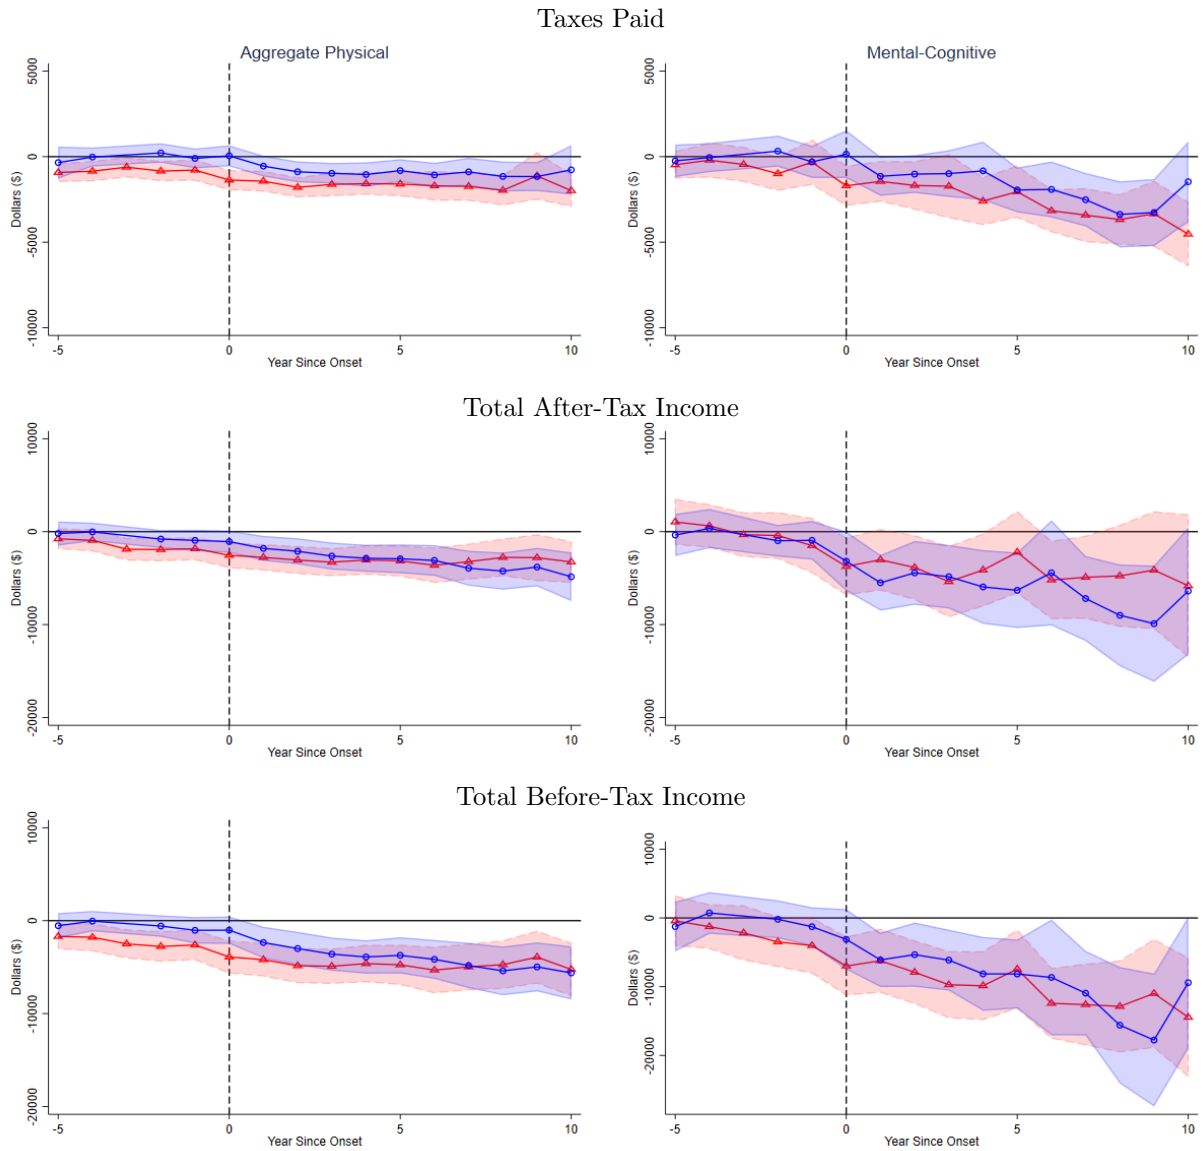 Taxes Paid
Aggregate Physical
Mental-Cognitive
5000
0
-5000
-10000
Dollars ($)
-5
0
5
10
Year Since Onset
5000
0
-5000
-10000
Dollars ($)
-5
0
5
10
Year Since Onset
Total After-Tax Income
10000
0
-10000
-20000
Dollars ($)
-5
0
5
10
Year Since Onset
10000
0
-10000
-20000
Dollars ($)
-5
0
5
10
Year Since Onset
Total Before-Tax Income
10000
0
-10000
-20000
Dollars ($)
-5
0
5
10
Year Since Onset
10000
0
-10000
-20000
Dollars ($)
-5
0
5
10
Year Since Onset